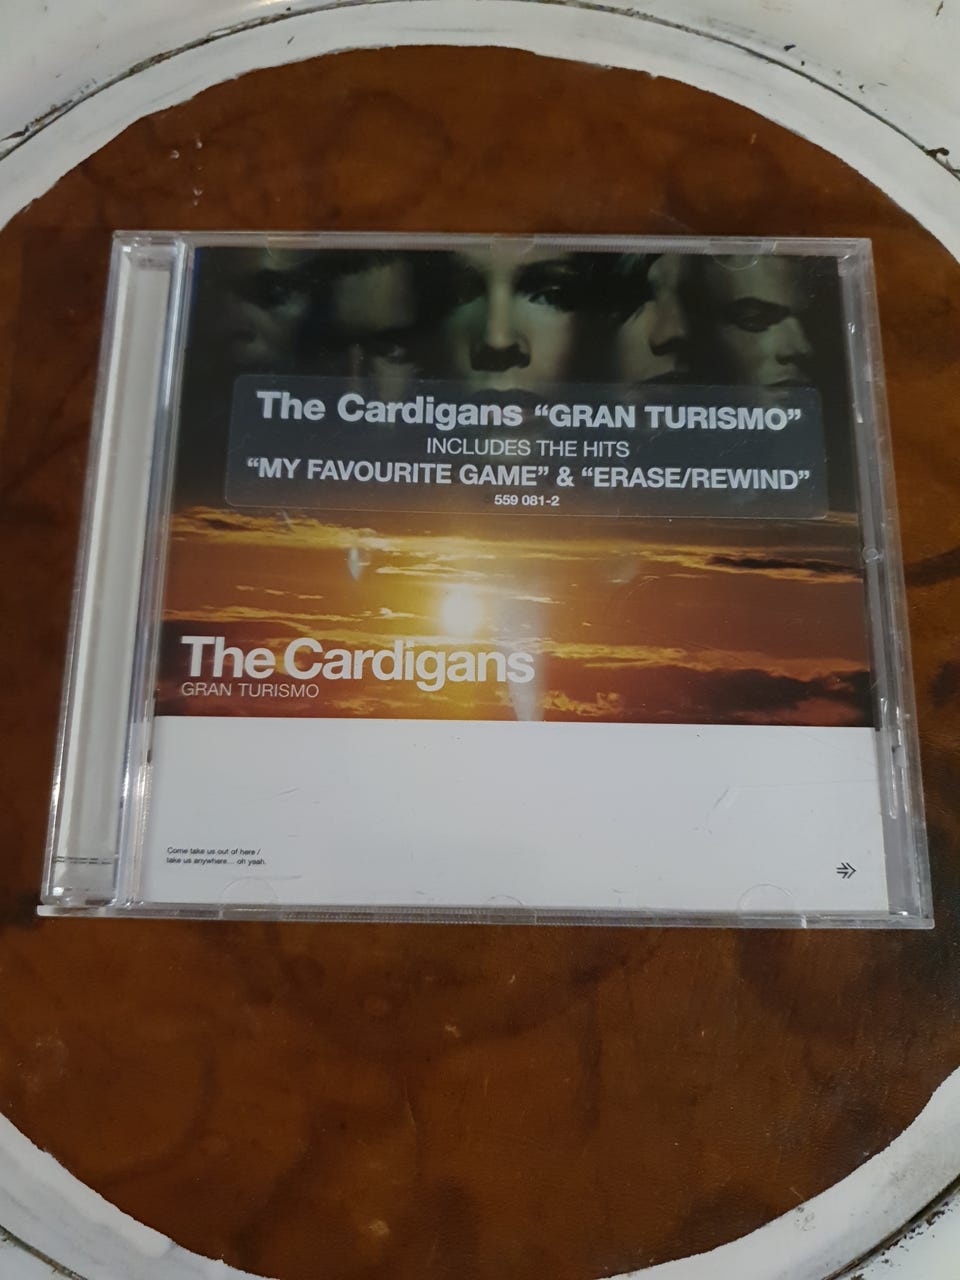 The Cardigans “GRAN TURISMO”
INCLUDES THE HITS
“MY FAVOURITE GAME” & “ERASE/REWIND”
559 081-2
The Cardigans
GRAN TURISMO
Come take us out of here /
take us anywhere... oh yeah.